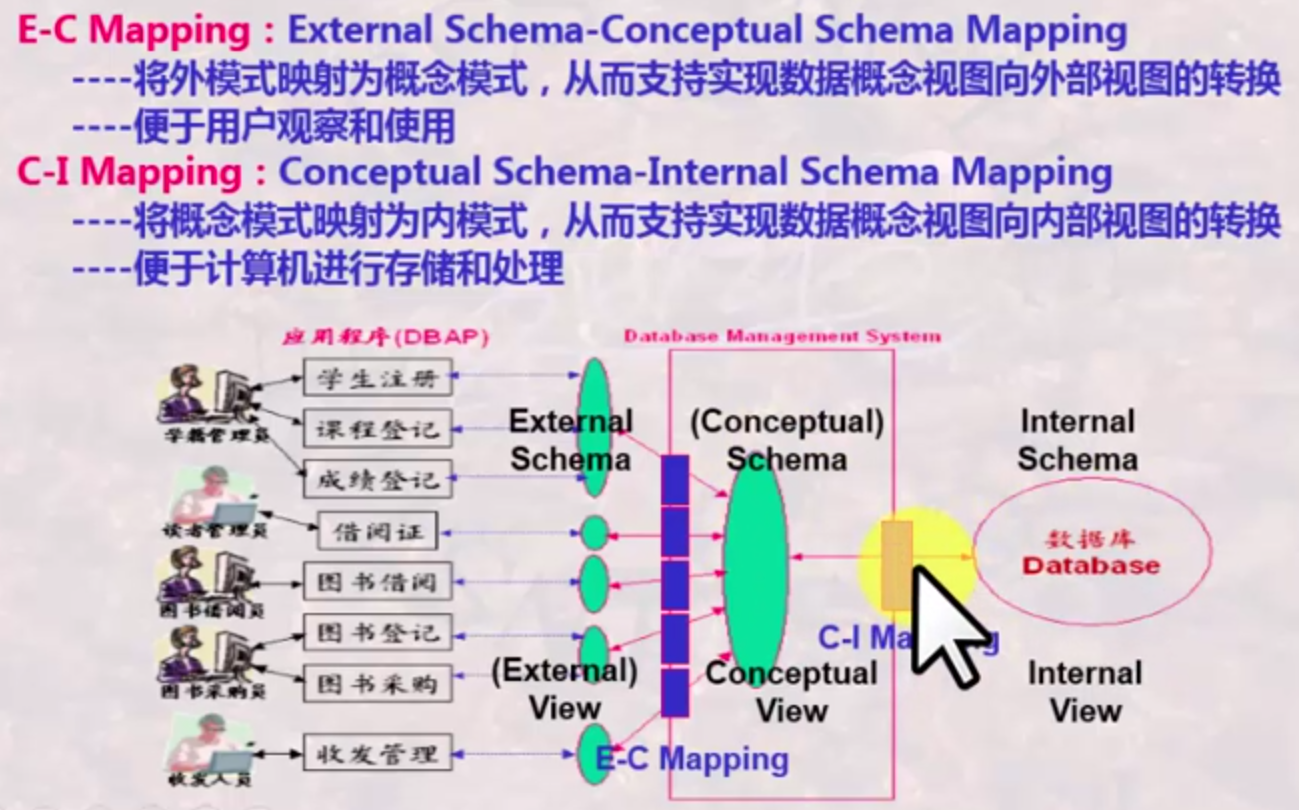 E-C Mapping：External Schema-Conceptual Schema Mapping
----将外模式映射为概念模式，从而支持实现数据概念视图向外部视图的转换
----便于用户观察和使用
C-I Mapping：Conceptual Schema-Internal Schema Mapping
----将概念模式映射为内模式，从而支持实现数据概念视图向内部视图的转换
----便于计算机进行存储和处理
应用程序(DBAP)
Database Management System
学生注册
课程登记
学籍管理员
成绩登记
借阅证
读者管理员
图书借阅
图书借阅员
图书登记
图书采购
图书采购员
收发管理
收发人员
External
Schema
(Conceptual)
Schema
Internal
Schema
数据库
Database
C-I Ma
g
(External)
View
Conceptual
View
Internal
View
E-C Mapping